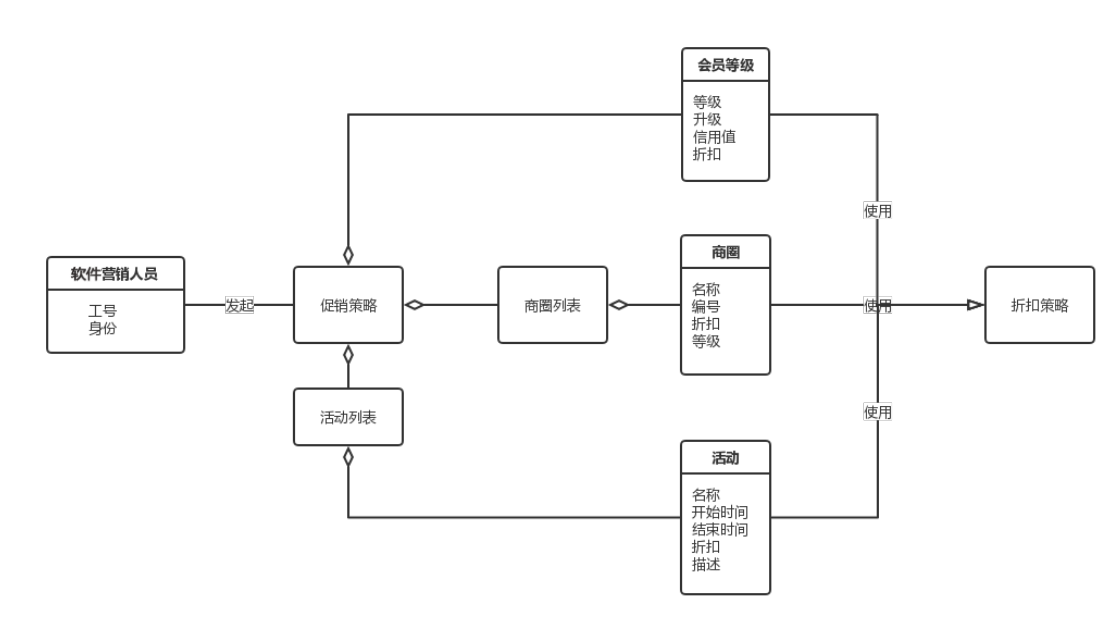 会员等级
等级
升级
信用值
折扣
使用
软件营销人员
工号
身份
发起
促销策略
商圈列表
商圈
名称
编号
折扣
等级
使用
折扣策略
活动列表
使用
活动
名称
开始时间
结束时间
折扣
描述